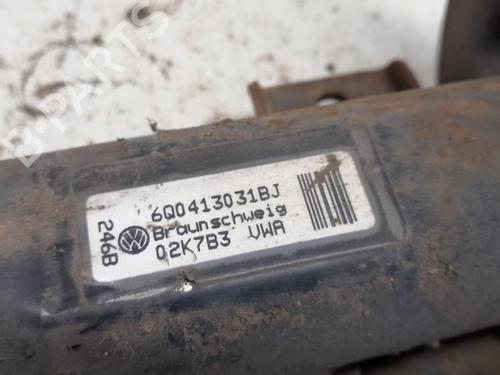 B-PARTS
6Q0413031BJ
Braunschweig
02K7B3 VWA
246B